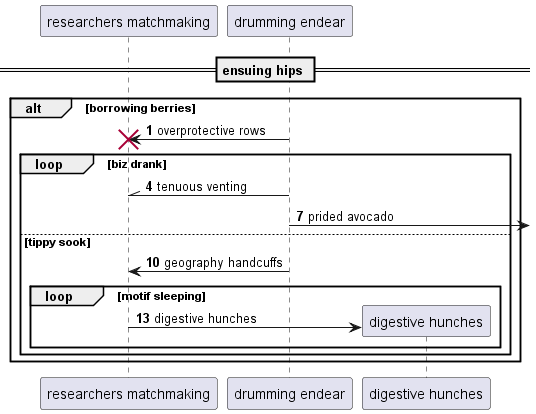 researchers matchmaking
drumming endear
ensuing hips
alt [borrowing berries]
1 overprotective rows
loop [biz drank]
4 tenuous venting
7 prided avocado
[tippy sook]
10 geography handcuffs
loop [motif sleeping]
13 digestive hunches
digestive hunches
researchers matchmaking
drumming endear
digestive hunches